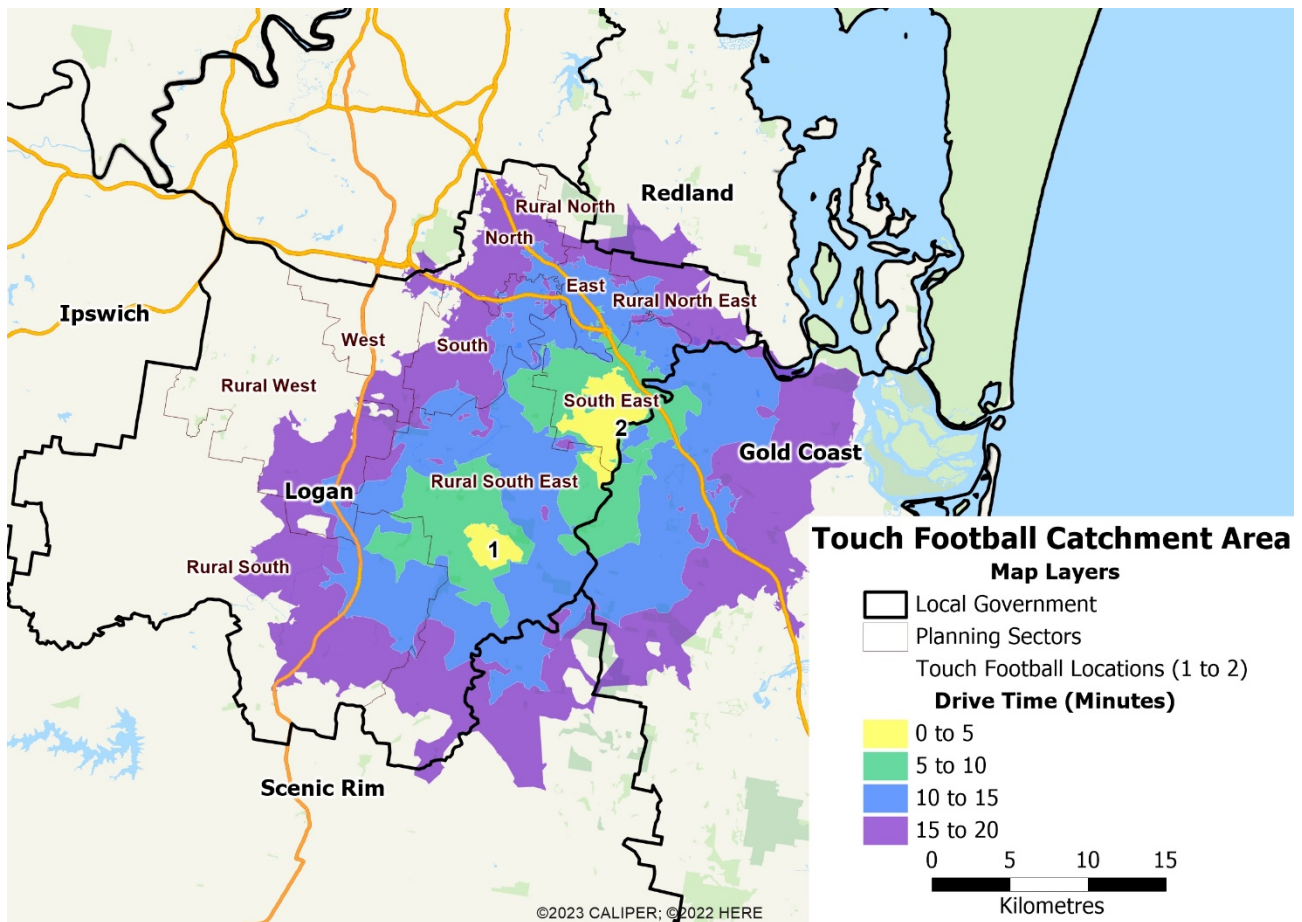 Redland
Rural North
North
East
Rural North East
Ipswich
West
South
Rural West
South East
2
Gold Coast
Rural South East
Logan
1
Rural South
Scenic Rim
Touch Football Catchment Area
Map Layers
Local Government
Planning Sectors
Touch Football Locations (1 to 2)
Drive Time (Minutes)
0 to 5
5 to 10
10 to 15
15 to 20
0 5 10 15
Kilometres
©2023 CALIPER; ©2022 HERE